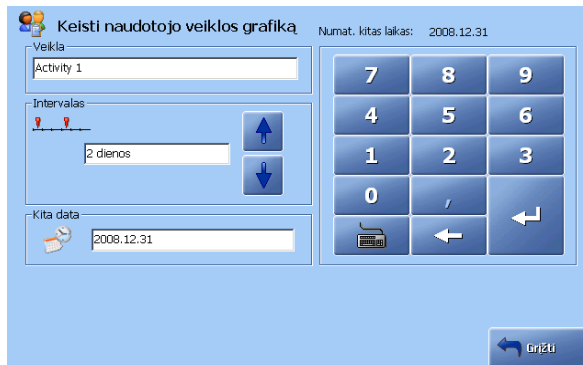 Keisti naudotojo veiklos grafiką
Numat. kitas laikas: 2008.12.31
Veikla
Activity 1
Intervalas
2 dienos
Kita data
2008.12.31
7 8 9
4 5 6
1 2 3
0 ,
Grįžti